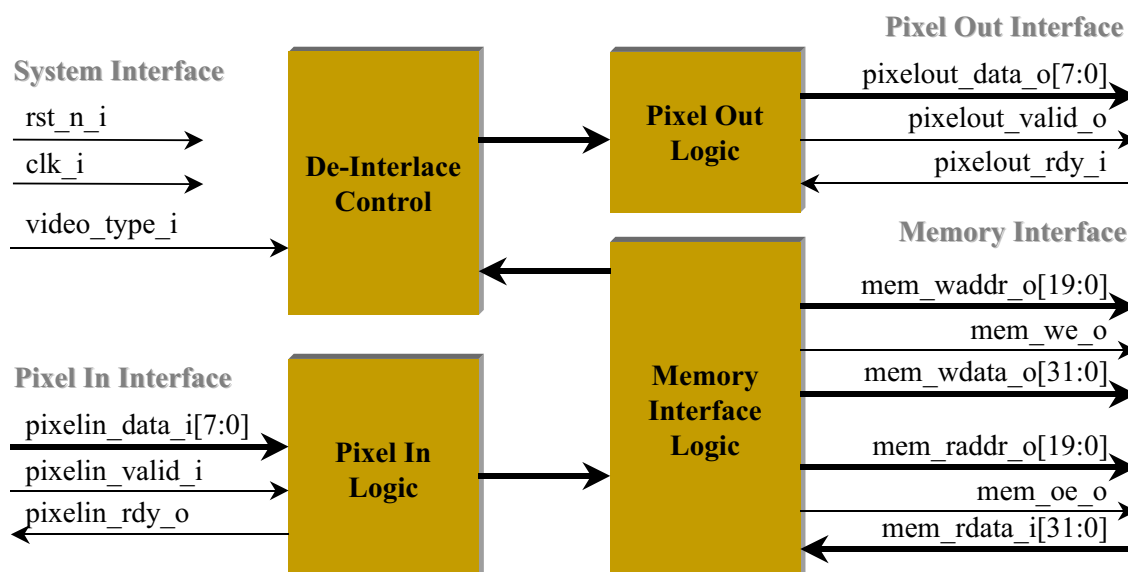 System Interface
rst_n_i
clk_i
video_type_i
Pixel In Interface
pixelin_data_i[7:0]
pixelin_valid_i
pixelin_rdy_o
De-Interlace
Control
Pixel In
Logic
Pixel Out
Logic
Memory
Interface
Logic
Pixel Out Interface
pixelout_data_o[7:0]
pixelout_valid_o
pixelout_rdy_i
Memory Interface
mem_waddr_o[19:0]
mem_we_o
mem_wdata_o[31:0]
mem_raddr_o[19:0]
mem_oe_o
mem_rdata_i[31:0]